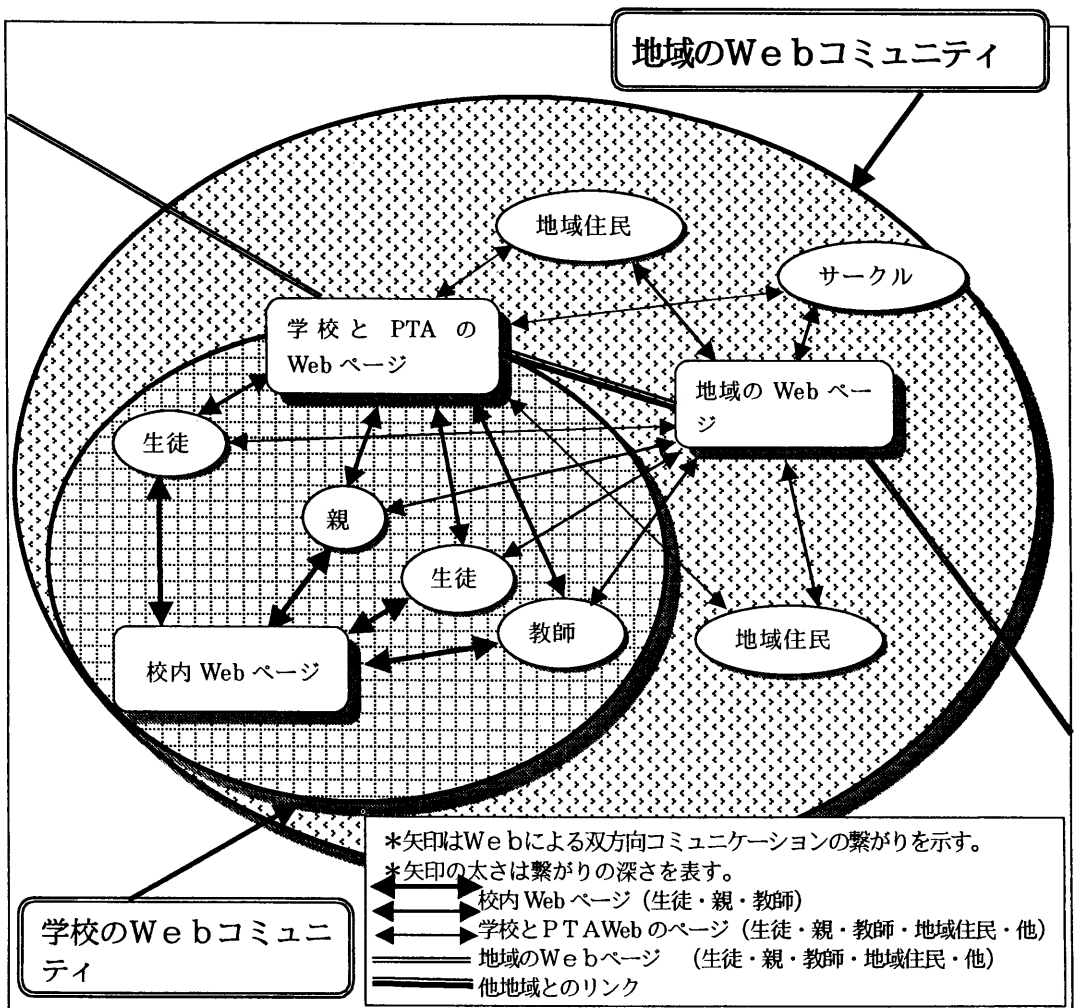 地域のWebコミュニティ
地域住民
サークル
学校と PTA の
Web ページ
地域の Web ペー
ジ
生徒
親
生徒
教師
地域住民
校内 Web ページ
学校のWebコミュニ
ティ
*矢印はWebによる双方向コミュニケーションの繋がりを示す。
*矢印の太さは繋がりの深さを表す。
校内 Web ページ(生徒・親・教師)
学校とPTAWebのページ(生徒・親・教師・地域住民・他)
地域のWebページ (生徒・親・教師・地域住民・他)
他地域とのリンク